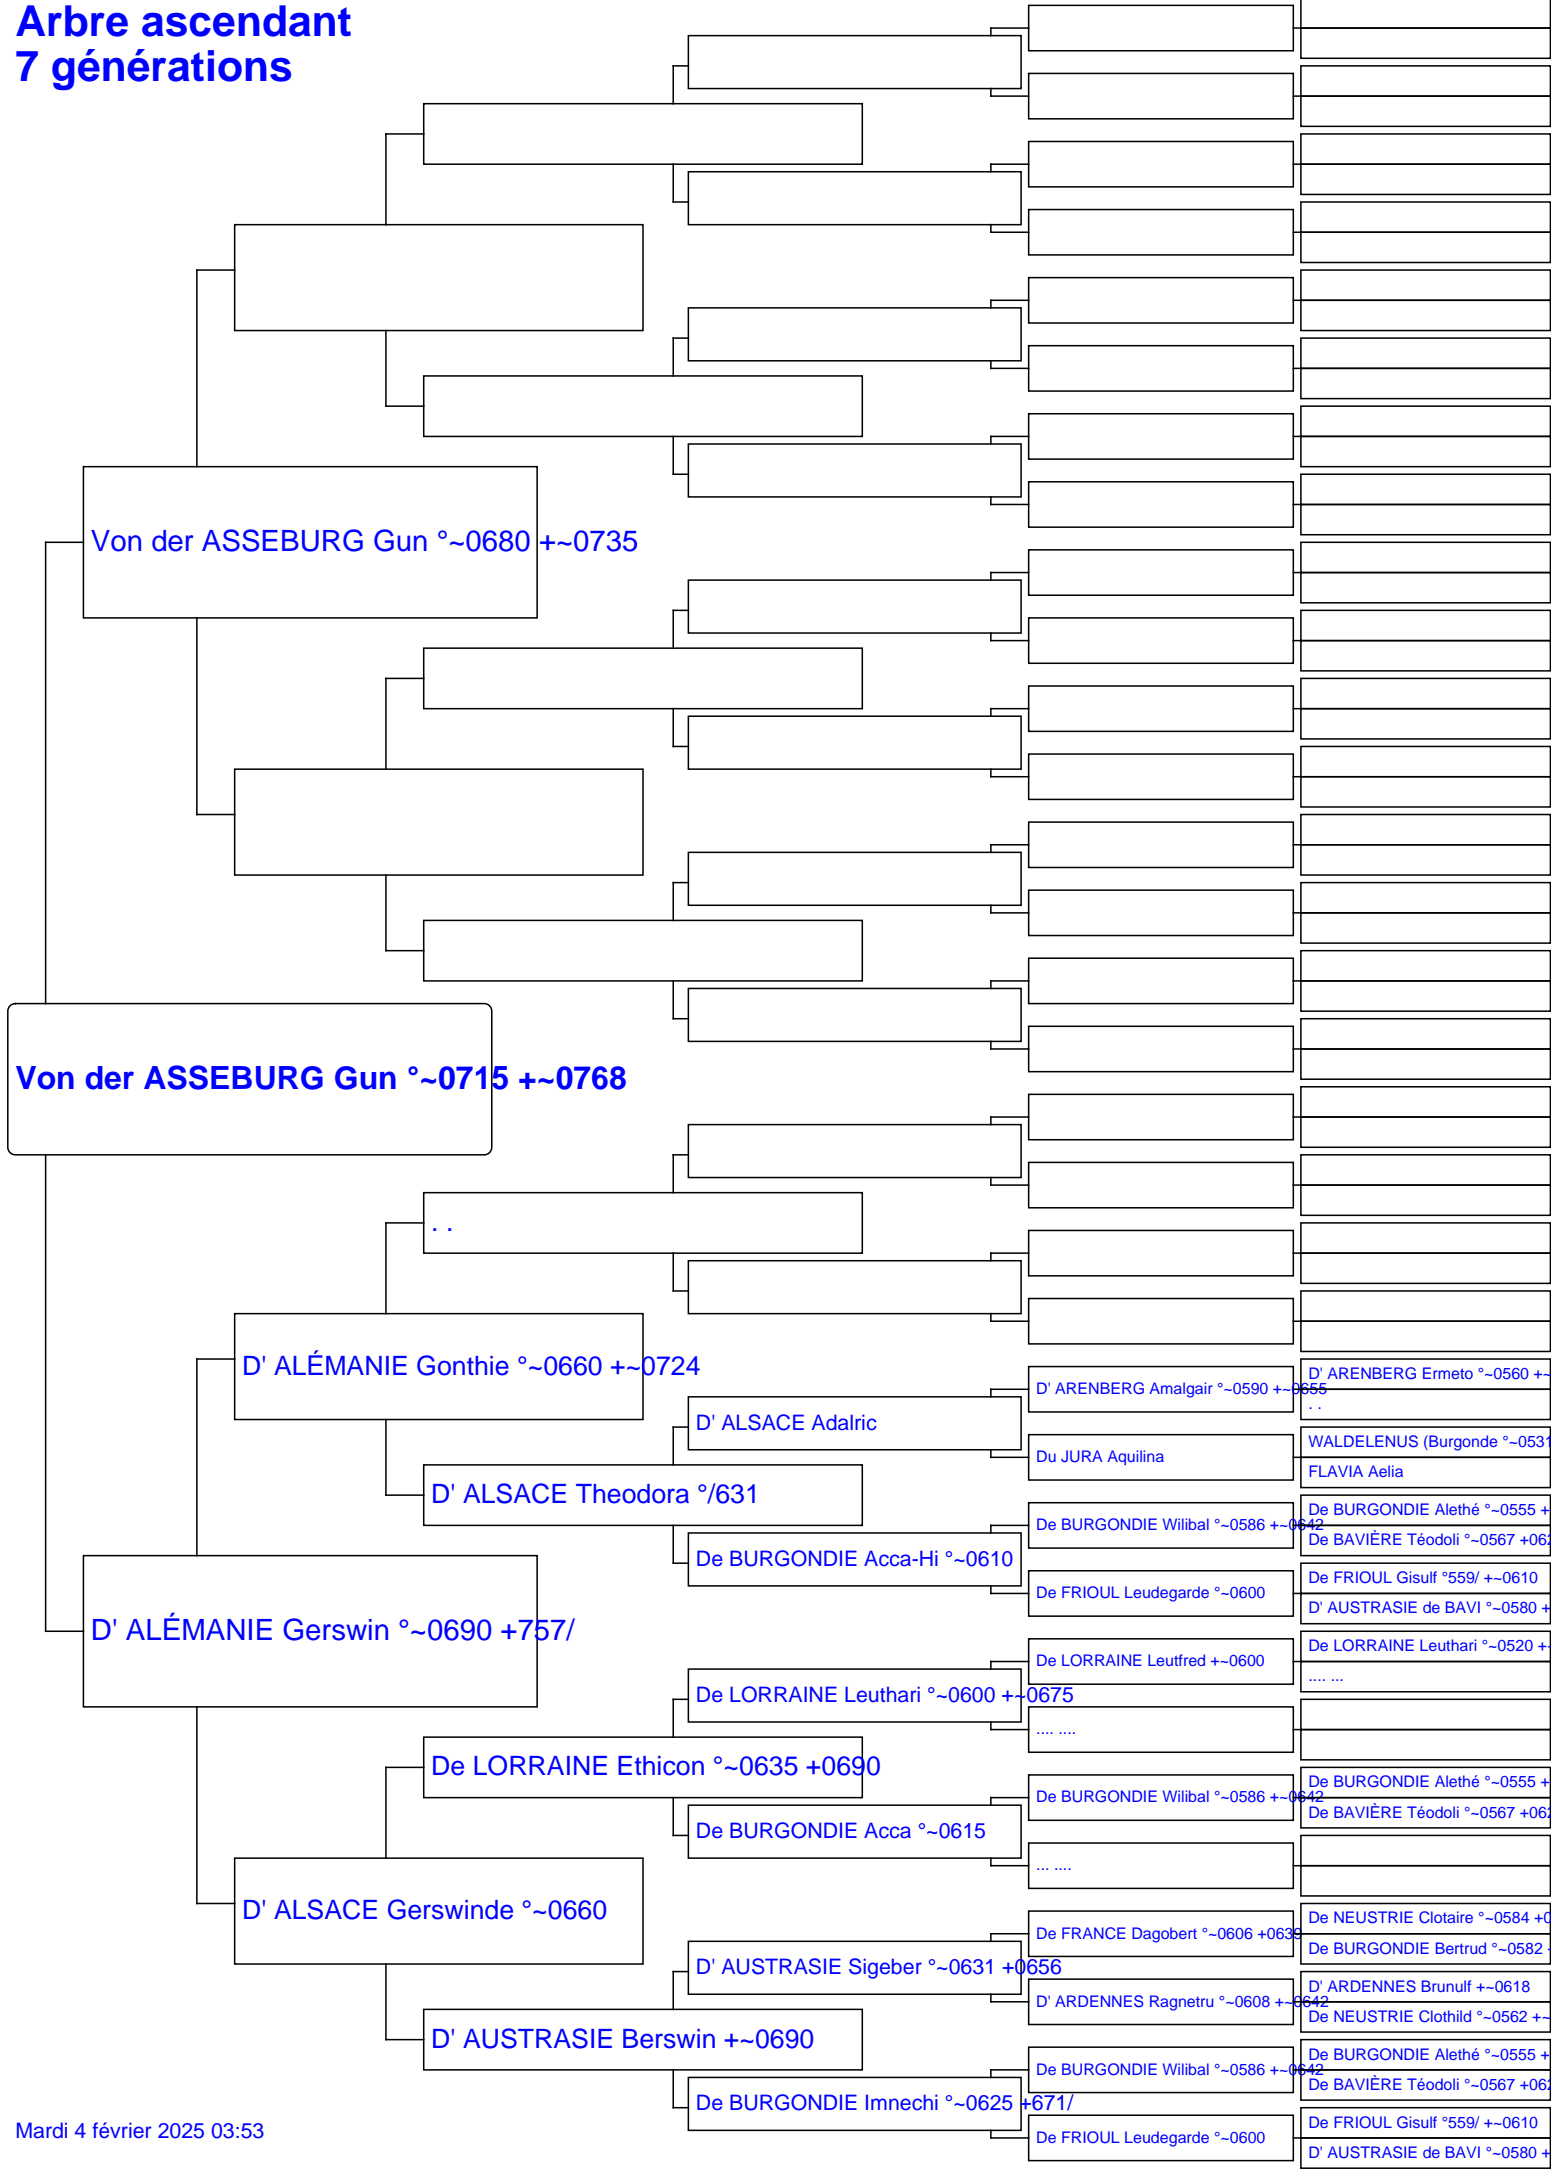 Arbre ascendant
7 générations
Von der ASSEBURG Gun °~0680 +~0735
Von der ASSEBURG Gun °~0715 +~0768
. .
D' ALÉMANIE Gonthie °~0660 +~0724
D' ARENBERG Amalgair °~0590 +~0655
D' ARENBERG Ermeto °~0560 +~
. .
D' ALSACE Adalric
Du JURA Aquilina
WALDELENUS (Burgonde °~0531
FLAVIA Aelia
D' ALSACE Theodora °/631
De BURGONDIE Wilibal °~0586 +~0642
De BURGONDIE Alethé °~0555 +
De BAVIÈRE Téodoli °~0567 +062
De BURGONDIE Acca-Hi °~0610
De FRIOUL Leudegarde °~0600
De FRIOUL Gisulf °559/ +~0610
D' AUSTRASIE de BAVI °~0580 +
D' ALÉMANIE Gerswin °~0690 +757/
De LORRAINE Leutfred +~0600
De LORRAINE Leuthari °~0520 +~
.... ...
De LORRAINE Leuthari °~0600 +~0675
.... ....
De LORRAINE Ethicon °~0635 +0690
De BURGONDIE Wilibal °~0586 +~0642
De BURGONDIE Alethé °~0555 +
De BAVIÈRE Téodoli °~0567 +062
De BURGONDIE Acca °~0615
... ....
D' ALSACE Gerswinde °~0660
De FRANCE Dagobert °~0606 +0639
De NEUSTRIE Clotaire °~0584 +0
De BURGONDIE Bertrud °~0582 +
D' AUSTRASIE Sigeber °~0631 +0656
D' ARDENNES Ragnetru °~0608 +~0642
D' ARDENNES Brunulf +~0618
De NEUSTRIE Clothild °~0562 +~
D' AUSTRASIE Berswin +~0690
De BURGONDIE Wilibal °~0586 +~0642
De BURGONDIE Alethé °~0555 +
De BAVIÈRE Téodoli °~0567 +062
De BURGONDIE Imnechi °~0625 +671/
De FRIOUL Leudegarde °~0600
De FRIOUL Gisulf °559/ +~0610
D' AUSTRASIE de BAVI °~0580 +
Mardi 4 février 2025 03:53